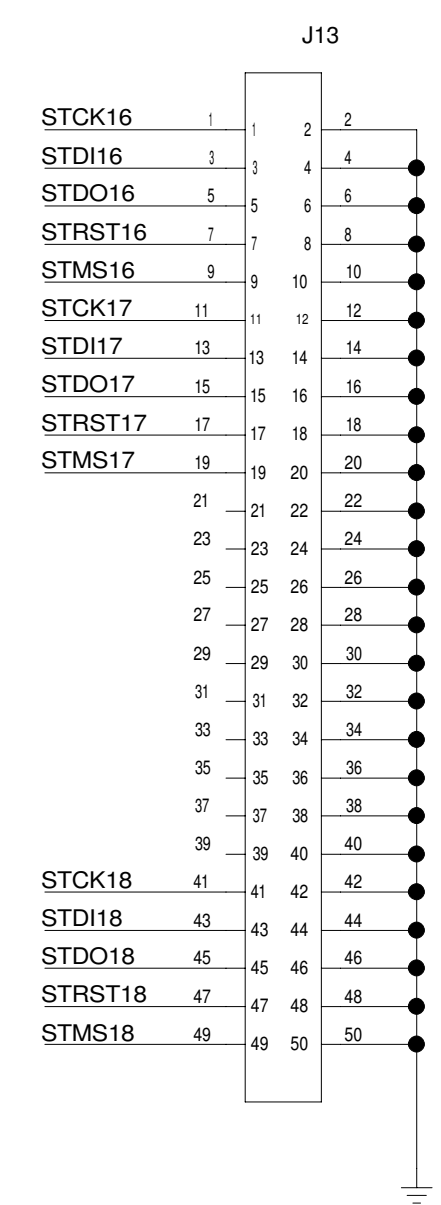 J13
STCK16 1 1 2 2
STDI16 3 3 4 4
STDO16 5 5 6 6
STRST16 7 7 8 8
STMS16 9 9 10 10
STCK17 11 11 12 12
STDI17 13 13 14 14
STDO17 15 15 16 16
STRST17 17 17 18 18
STMS17 19 19 20 20
21 21 22 22
23 23 24 24
25 25 26 26
27 27 28 28
29 29 30 30
31 31 32 32
33 33 34 34
35 35 36 36
37 37 38 38
39 39 40 40
STCK18 41 41 42 42
STDI18 43 43 44 44
STDO18 45 45 46 46
STRST18 47 47 48 48
STMS18 49 49 50 50